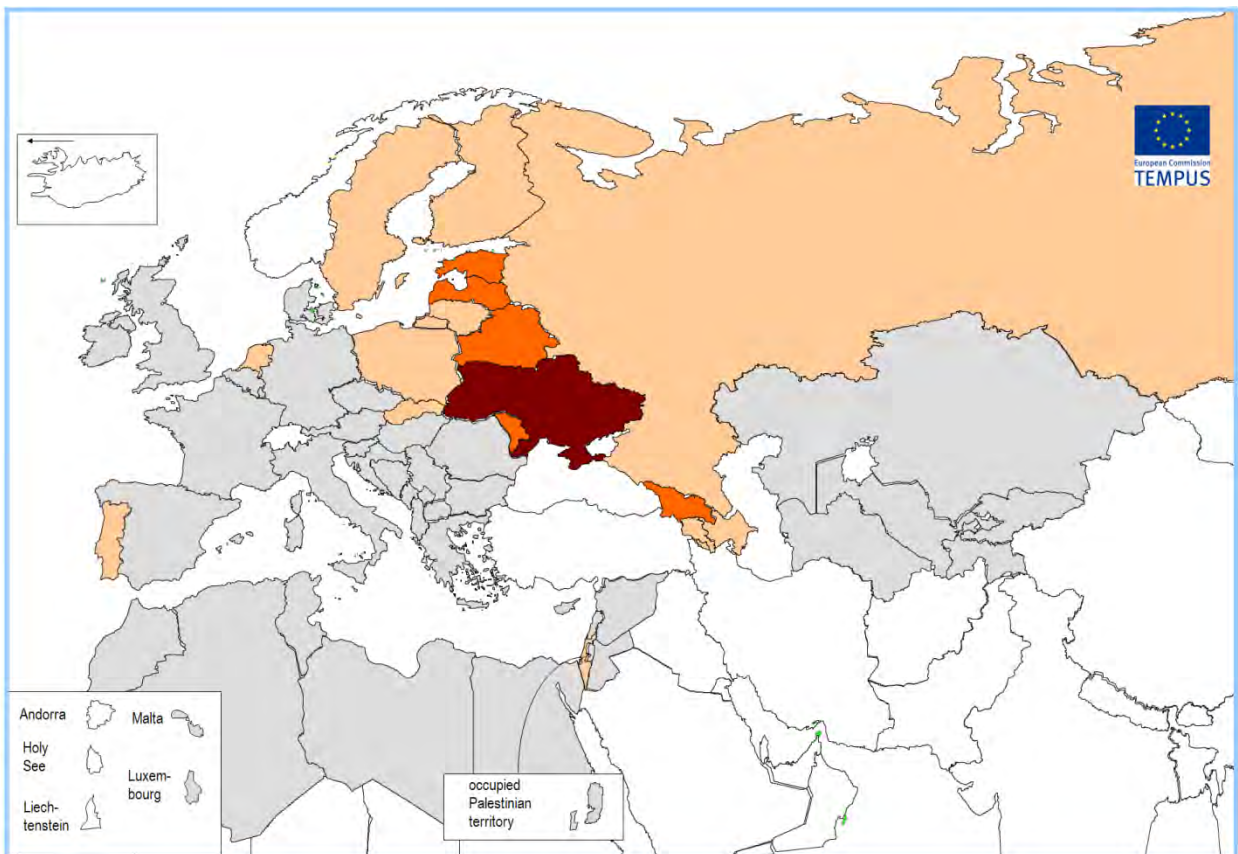 European Commission
TEMPUS
Andorra
Malta
Holy
See
Luxem-
bourg
Liech-
tenstein
occupied
Palestinian
territory